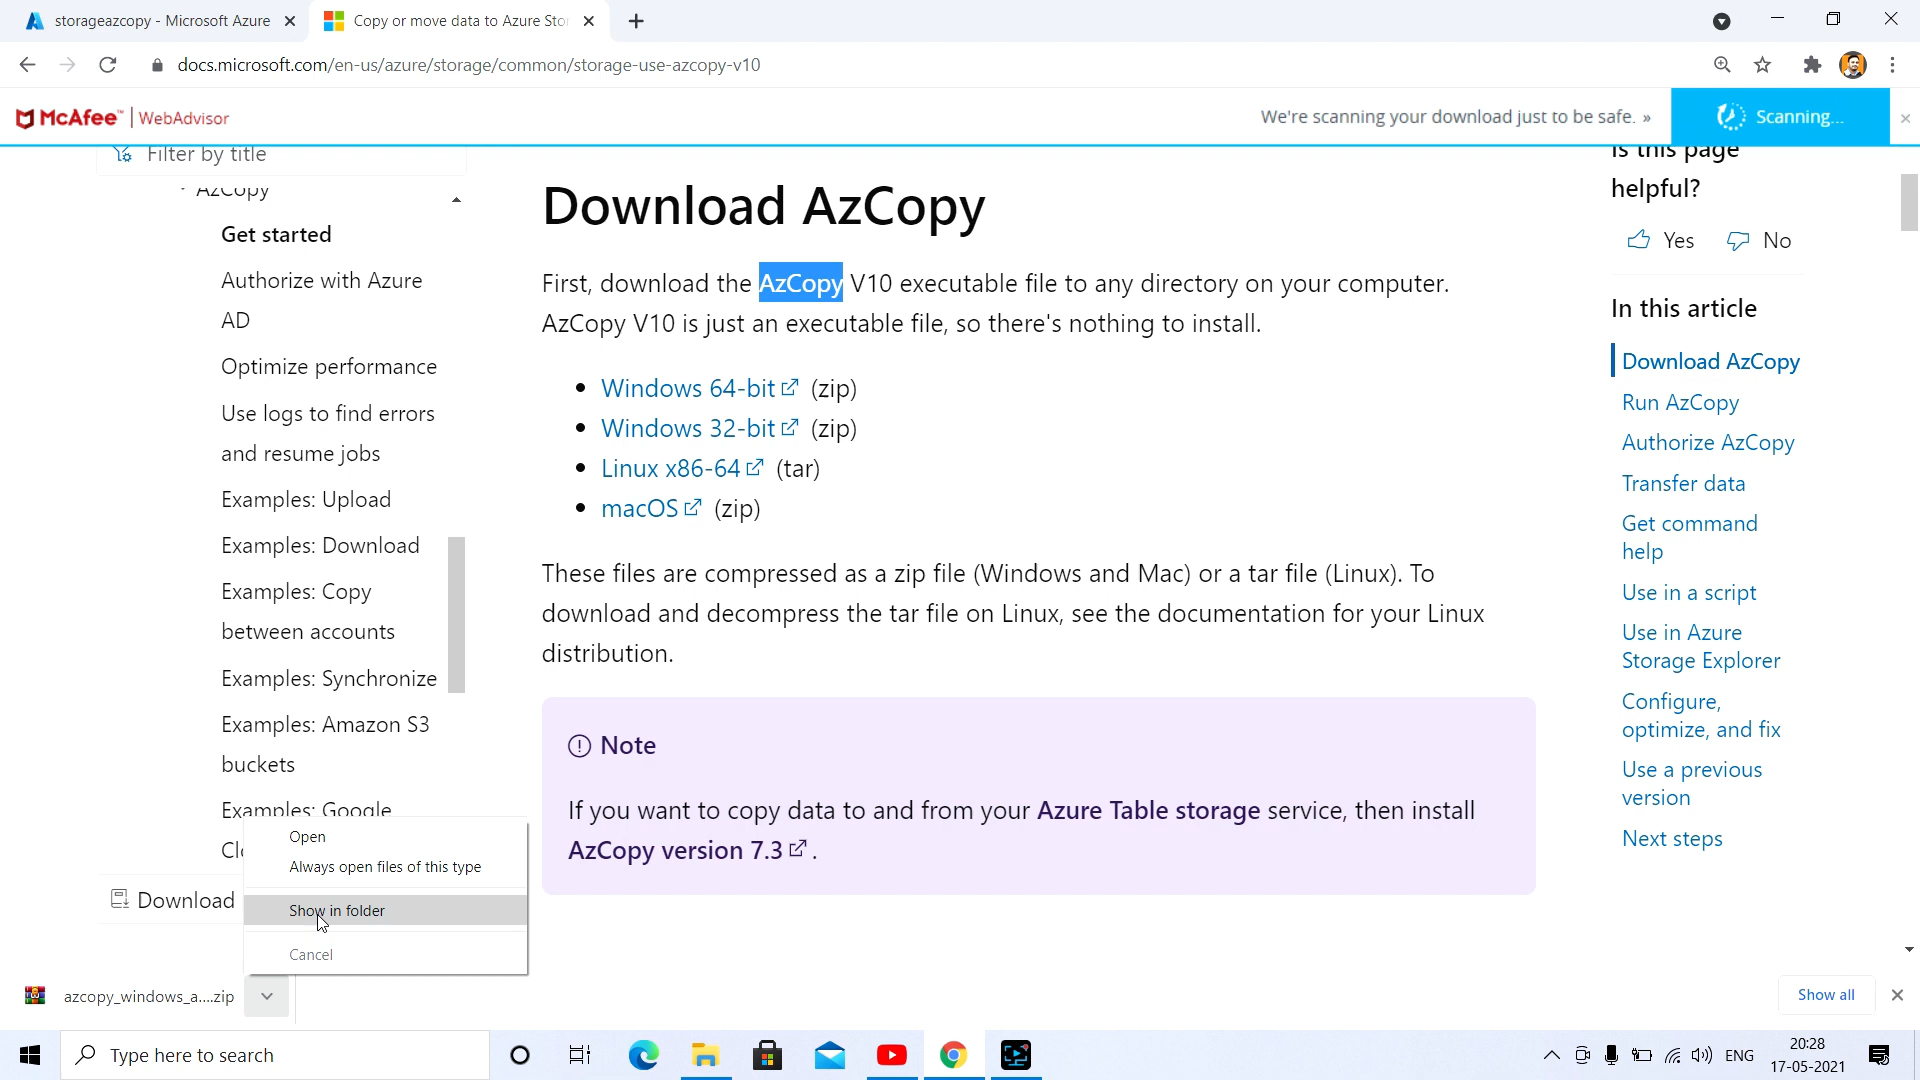 storageazcopy - Microsoft Azure
Copy or move data to Azure Stor
docs.microsoft.com/en-us/azure/storage/common/storage-use-azcopy-v10
McAfee™ | WebAdvisor
We're scanning your download just to be safe. »
Scanning...
Filter by title
AzCopy
Get started
Authorize with Azure
AD
Optimize performance
Use logs to find errors
and resume jobs
Examples: Upload
Examples: Download
Examples: Copy
between accounts
Examples: Synchronize
Examples: Amazon S3
buckets
Examples: Google
Clo
Download
Open
Always open files of this type
Show in folder
Cancel
Download AzCopy
First, download the AzCopy V10 executable file to any directory on your computer.
AzCopy V10 is just an executable file, so there's nothing to install.
• Windows 64-bit (zip)
• Windows 32-bit (zip)
• Linux x86-64 (tar)
• macOS (zip)
These files are compressed as a zip file (Windows and Mac) or a tar file (Linux). To
download and decompress the tar file on Linux, see the documentation for your Linux
distribution.
Note
If you want to copy data to and from your Azure Table storage service, then install
AzCopy version 7.3 .
Is this page
helpful?
Yes
No
In this article
Download AzCopy
Run AzCopy
Authorize AzCopy
Transfer data
Get command
help
Use in a script
Use in Azure
Storage Explorer
Configure,
optimize, and fix
Use a previous
version
Next steps
azcopy_windows_a....zip
Show all
Type here to search
ENG
20:28
17-05-2021